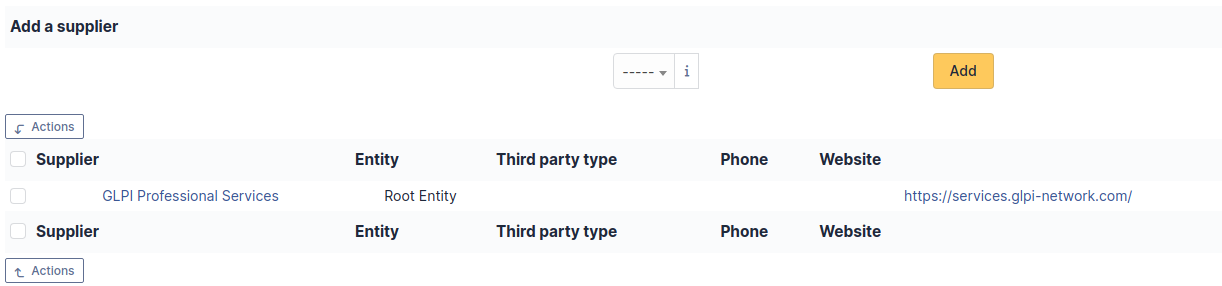 Add a supplier
----- i Add
Actions
Supplier Entity Third party type Phone Website
GLPI Professional Services Root Entity https://services.glpi-network.com/
Supplier Entity Third party type Phone Website
Actions